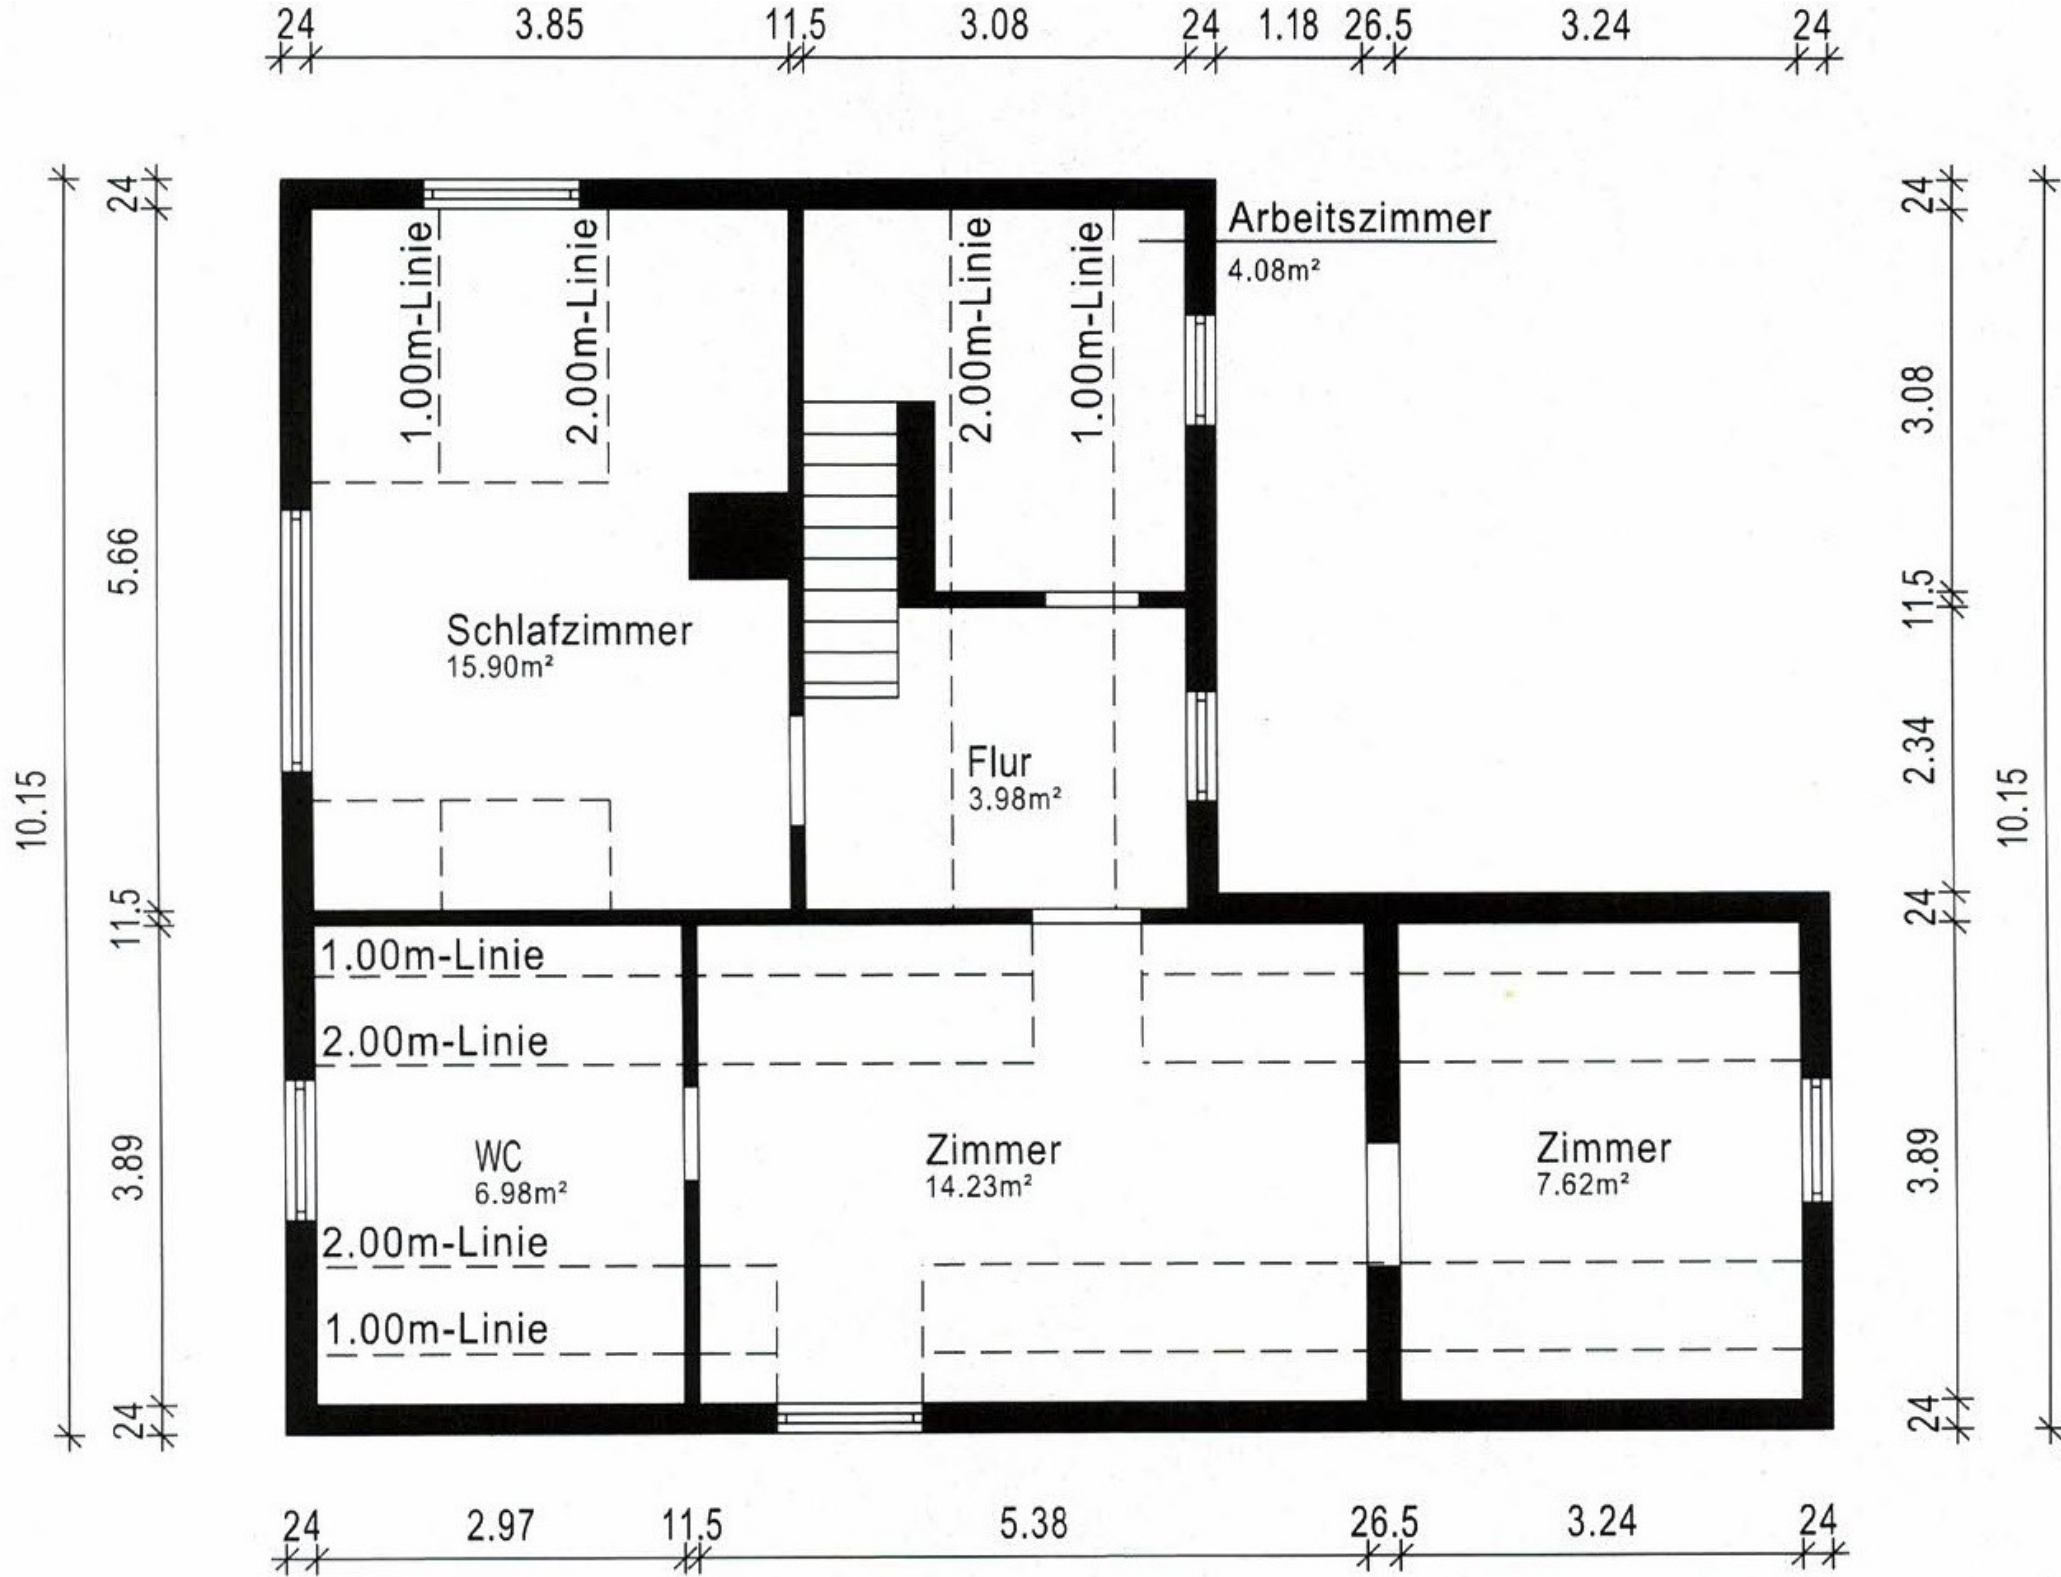 24 3.85 11.5 3.08 24 1.18 26.5 3.24 24
24
5.66
11.5
3.89
24
10.15
1.00m-Linie
2.00m-Linie
2.00m-Linie
1.00m-Linie
Arbeitszimmer
4.08m²
Schlafzimmer
15.90m²
Flur
3.98m²
1.00m-Linie
2.00m-Linie
WC
6.98m²
2.00m-Linie
1.00m-Linie
Zimmer
14.23m²
Zimmer
7.62m²
24
3.08
11.5
2.34
24
3.89
24
10.15
24 2.97 11.5 5.38 26.5 3.24 24